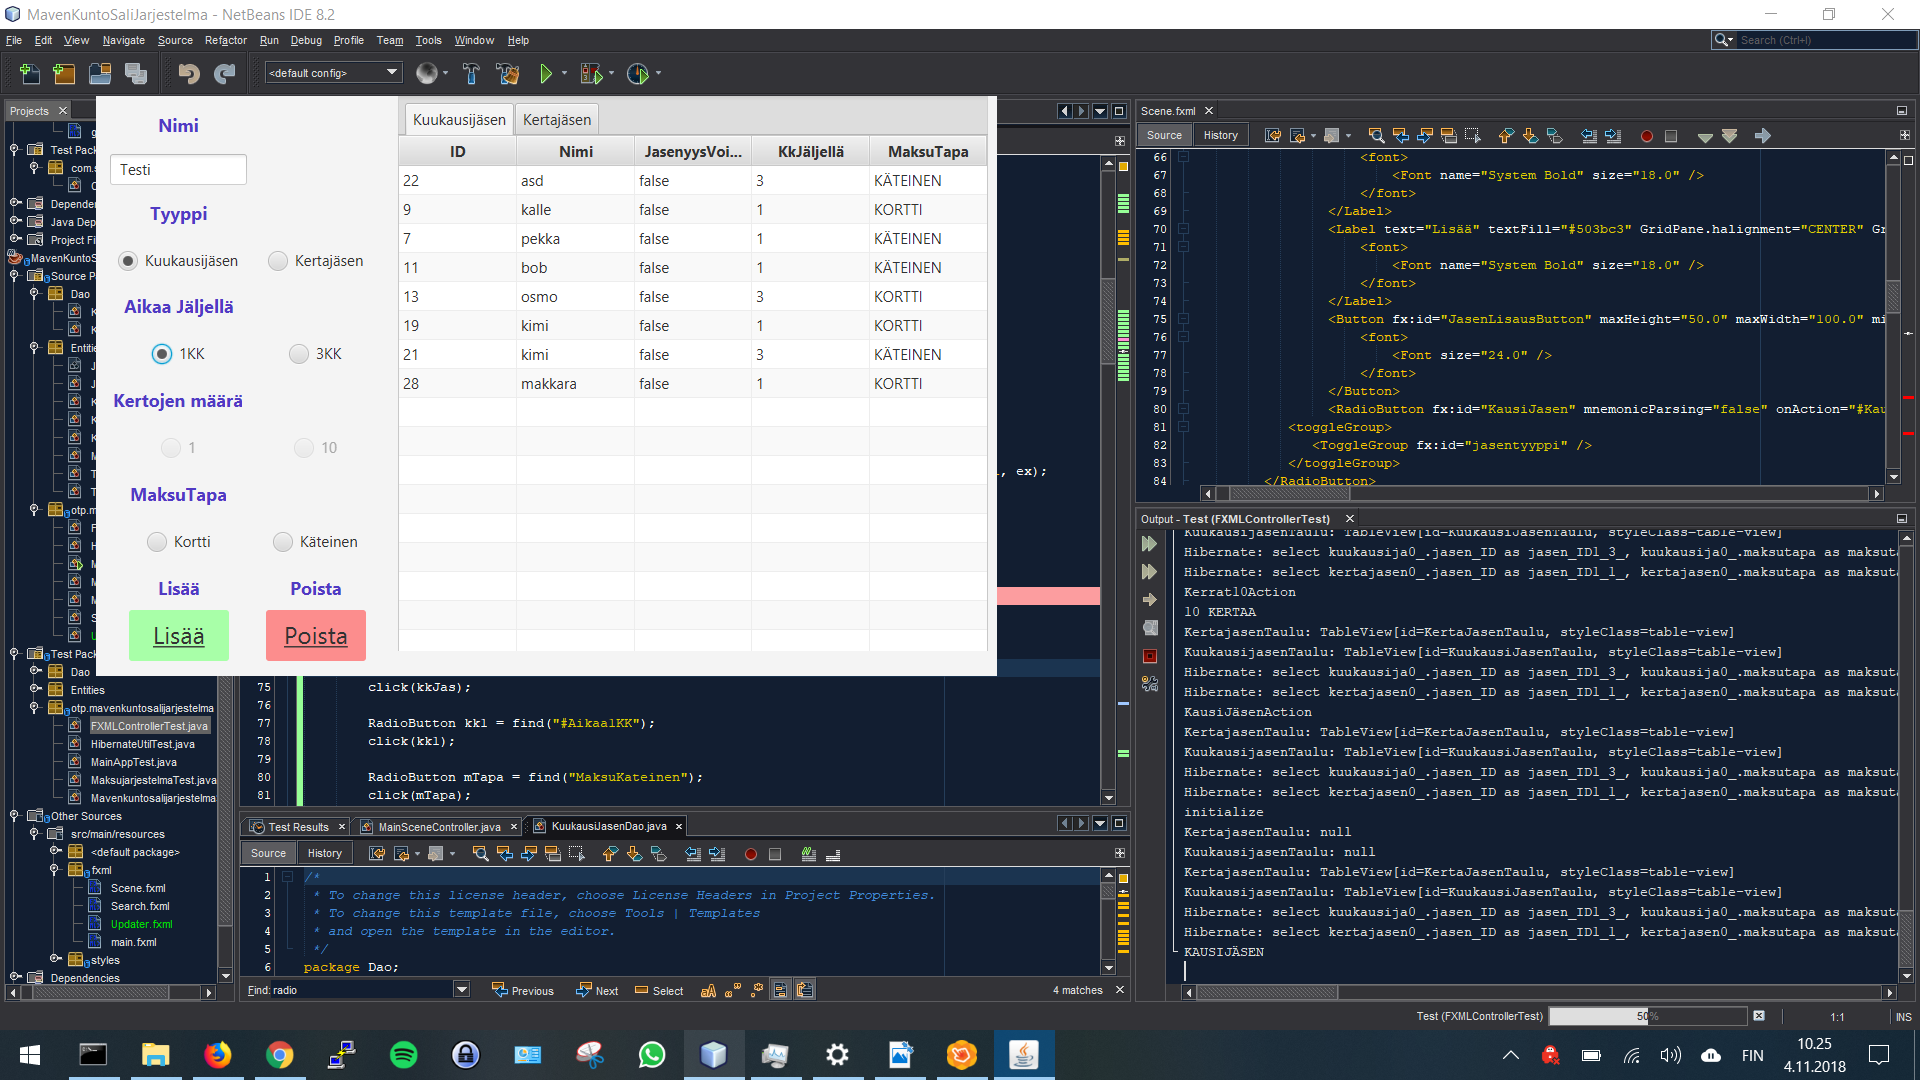 MavenKuntoSaliJarjestelma - NetBeans IDE 8.2
File Edit View Navigate Source Refactor Run Debug Profile Team Tools Window Help
Search (Ctrl+I)
<default config>
Projects
Test Pack
com.s
Depender
Java Dep
Project Fi
MavenKuntoS
Source P
Dao
Entitie
otp.m
Test Pack
Dao
Entities
otp.mavenkuntosalijarjestelma
FXMLControllerTest.java
HibernateUtilTest.java
MainAppTest.java
MaksujarjestelmaTest.java
Mavenkuntosalijarjestelma
Other Sources
src/main/resources
<default package>
fxml
Scene.fxml
Search.fxml
Updater.fxml
main.fxml
styles
Dependencies
Nimi
Testi
Tyyppi
Kuukausijäsen Kertajäsen
Aikaa Jäljellä
1KK 3KK
Kertojen määrä
1 10
MaksuTapa
Kortti Käteinen
Lisää Poista
Lisää Poista
Kuukausijäsen Kertajäsen
ID Nimi JasenyysVoi... KkJäljellä MaksuTapa
22 asd false 3 KÄTEINEN
9 kalle false 1 KORTTI
7 pekka false 1 KÄTEINEN
11 bob false 1 KÄTEINEN
13 osmo false 3 KORTTI
19 kimi false 1 KORTTI
21 kimi false 3 KÄTEINEN
28 makkara false 1 KORTTI
, ex);
75 click(kkJas);
76
77 RadioButton kk1 = find("#Aikaa1KK");
78 click(kk1);
79
80 RadioButton mTapa = find("MaksuKateinen");
81 click(mTapa);
Test Results MainSceneController.java KuukausiJasenDao.java
Source History
1 /*
2 * To change this license header, choose License Headers in Project Properties.
3 * To change this template file, choose Tools | Templates
4 * and open the template in the editor.
5 */
6 package Dao;
Find: radio Previous Next Select 4 matches
Scene.fxml
Source History
66 <font>
67 <Font name="System Bold" size="18.0" />
68 </font>
69 </Label>
70 <Label text="Lisää" textFill="#503bc3" GridPane.halignment="CENTER" Gr
71 <font>
72 <Font name="System Bold" size="18.0" />
73 </font>
74 </Label>
75 <Button fx:id="JasenLisausButton" maxHeight="50.0" maxWidth="100.0" mi
76 <font>
77 <Font size="24.0" />
78 </font>
79 </Button>
80 <RadioButton fx:id="KausiJasen" mnemonicParsing="false" onAction="#Kau
81 <toggleGroup>
82 <ToggleGroup fx:id="jasentyyppi" />
83 </toggleGroup>
84 </RadioButton>
Output - Test (FXMLControllerTest)
KuukausijasenTaulu: TableView[id=KuukausiJasenTaulu, styleClass=table-view]
Hibernate: select kuukausija0_.jasen_ID as jasen_ID1_3_, kuukausija0_.maksutapa as maksuta
Hibernate: select kertajasen0_.jasen_ID as jasen_ID1_1_, kertajasen0_.maksutapa as maksuta
Kerrat10Action
10 KERTAA
KertajasenTaulu: TableView[id=KertaJasenTaulu, styleClass=table-view]
KuukausijasenTaulu: TableView[id=KuukausiJasenTaulu, styleClass=table-view]
Hibernate: select kuukausija0_.jasen_ID as jasen_ID1_3_, kuukausija0_.maksutapa as maksuta
Hibernate: select kertajasen0_.jasen_ID as jasen_ID1_1_, kertajasen0_.maksutapa as maksuta
KausiJäsenAction
KertajasenTaulu: TableView[id=KertaJasenTaulu, styleClass=table-view]
KuukausijasenTaulu: TableView[id=KuukausiJasenTaulu, styleClass=table-view]
Hibernate: select kuukausija0_.jasen_ID as jasen_ID1_3_, kuukausija0_.maksutapa as maksuta
Hibernate: select kertajasen0_.jasen_ID as jasen_ID1_1_, kertajasen0_.maksutapa as maksuta
initialize
KertajasenTaulu: null
KuukausijasenTaulu: null
KertajasenTaulu: TableView[id=KertaJasenTaulu, styleClass=table-view]
KuukausijasenTaulu: TableView[id=KuukausiJasenTaulu, styleClass=table-view]
Hibernate: select kuukausija0_.jasen_ID as jasen_ID1_3_, kuukausija0_.maksutapa as maksuta
Hibernate: select kertajasen0_.jasen_ID as jasen_ID1_1_, kertajasen0_.maksutapa as maksuta
KAUSIJÄSEN
Test (FXMLControllerTest) 50% 1:1 INS
FIN
10.25
4.11.2018